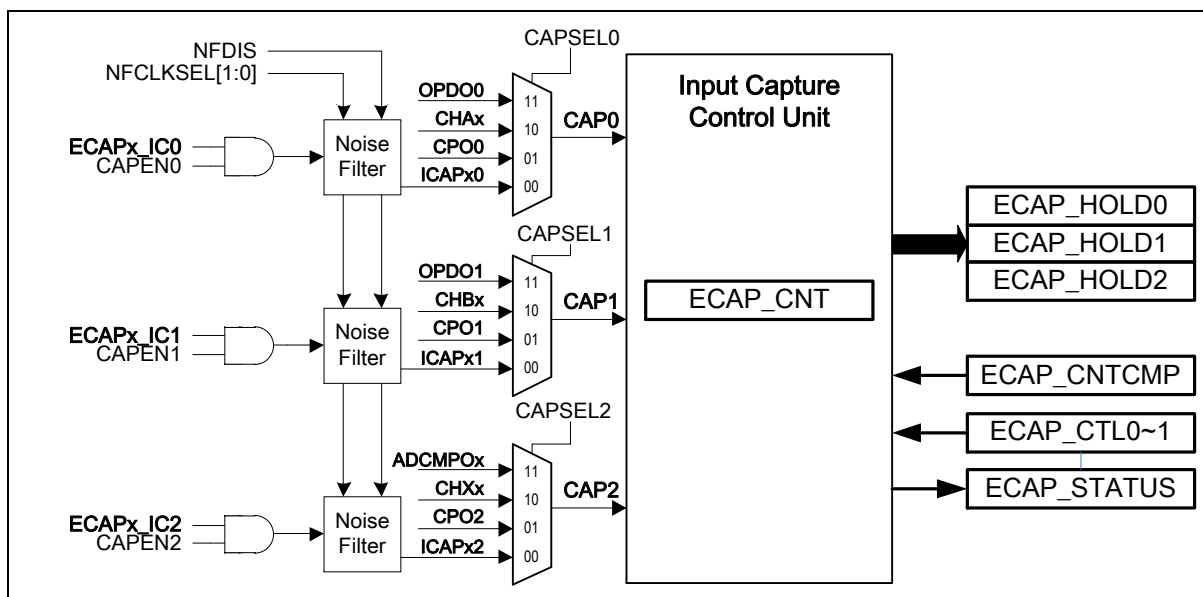 NFDIS
NFCLKSEL[1:0]
CAPSEL0
ECAPx_IC0
CAPEN0
Noise
Filter
OPDO0
CHAx
CPO0
ICAPx0
11
10
01
00
CAP0
Input Capture
Control Unit
ECAP_CNT
ECAP_HOLD0
ECAP_HOLD1
ECAP_HOLD2
CAPSEL1
ECAPx_IC1
CAPEN1
Noise
Filter
OPDO1
CHBx
CPO1
ICAPx1
11
10
01
00
CAP1
ECAP_CNTCMP
ECAP_CTL0~1
ECAP_STATUS
CAPSEL2
ECAPx_IC2
CAPEN2
Noise
Filter
ADCMPOx
CHXx
CPO2
ICAPx2
11
10
01
00
CAP2